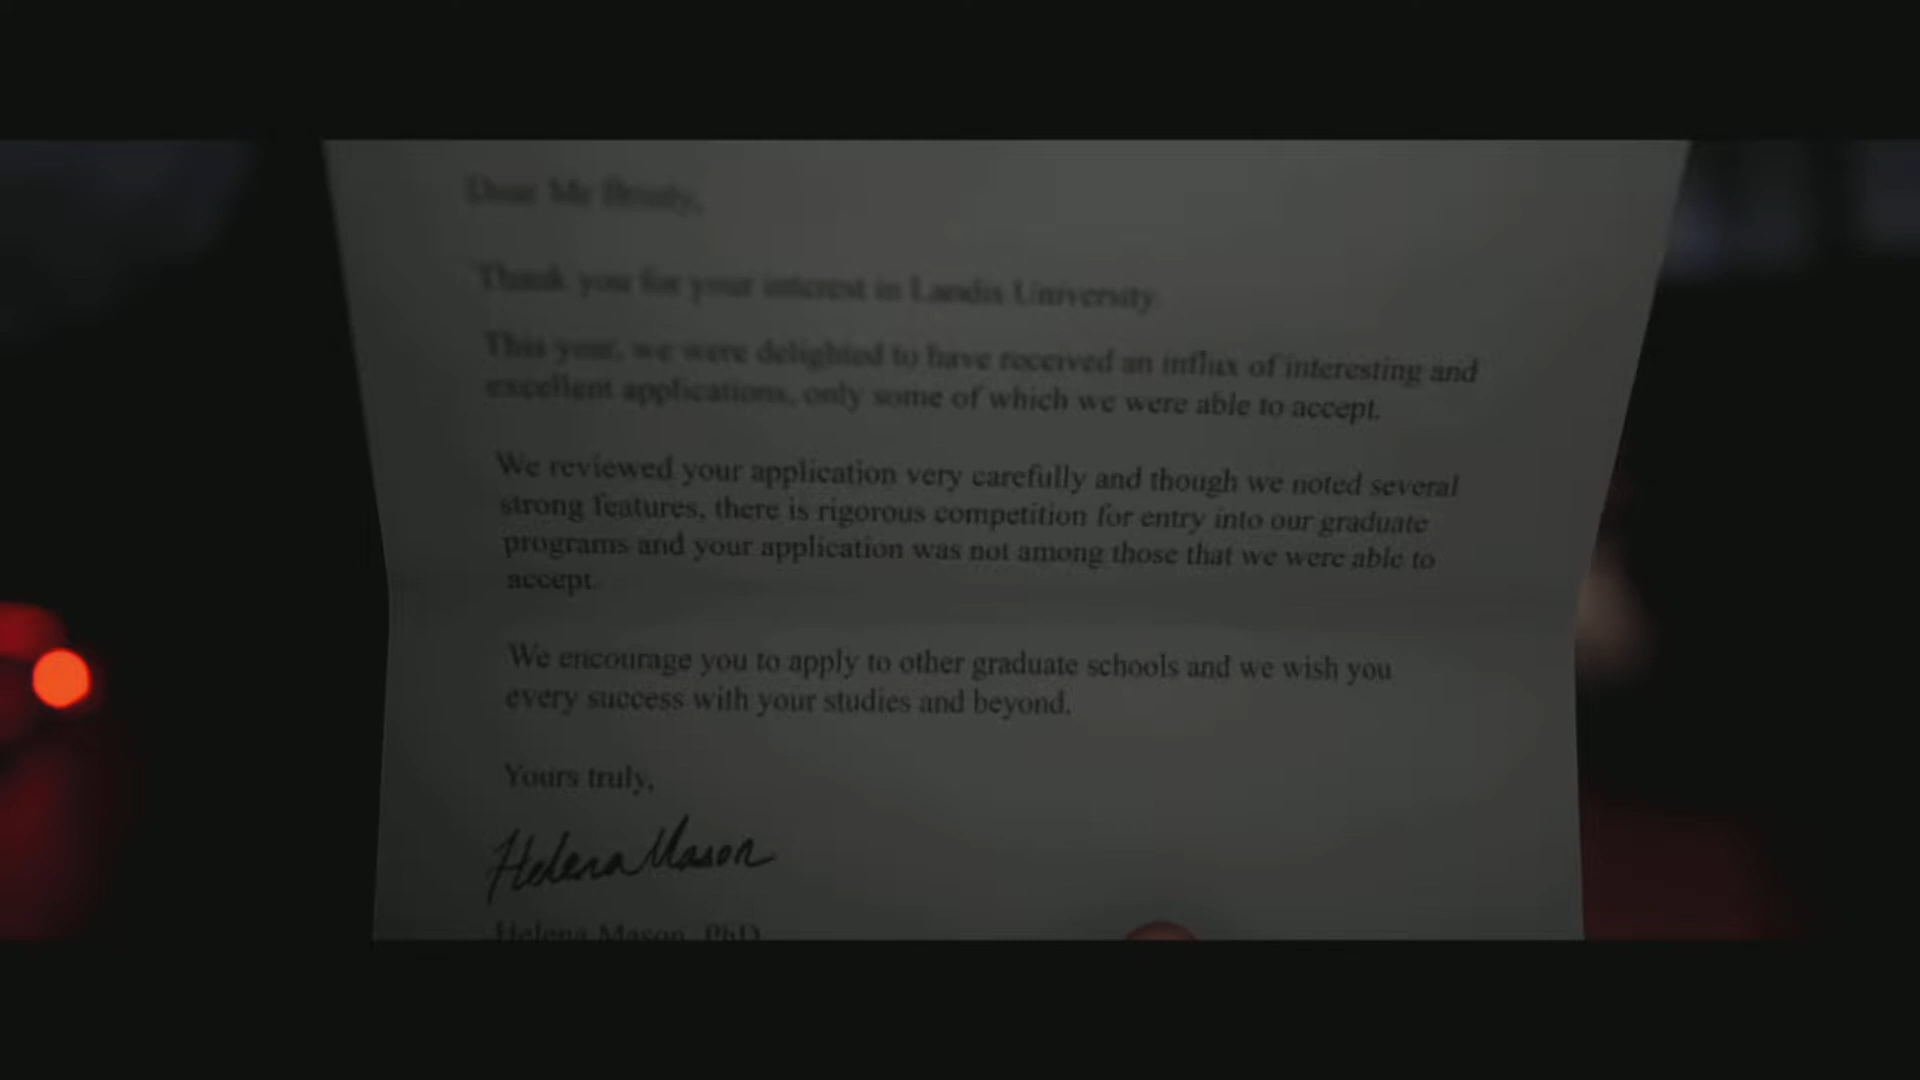 Dear Mr
Thank you for your interest in Landis University.
This year, we were delighted to have received an influx of interesting and
excellent applications, only some of which we were able to accept.
We reviewed your application very carefully and though we noted several
strong features, there is rigorous competition for entry into our graduate
programs and your application was not among those that we were able to
accept.
We encourage you to apply to other graduate schools and we wish you
every success with your studies and beyond.
Yours truly,
Helena Mason
Helena Mason, PhD